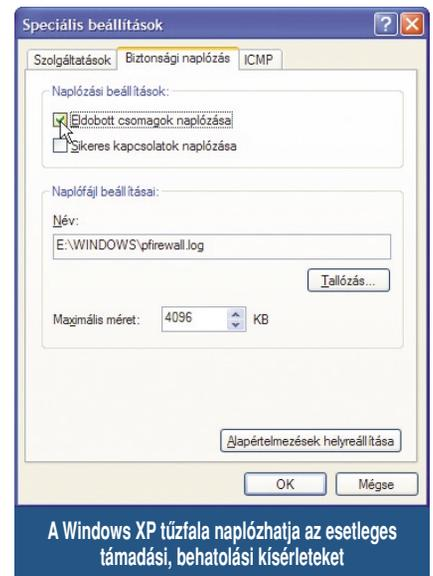 Speciális beállítások
Szolgáltatások Biztonsági naplózás ICMP
Naplózási beállítások:
Eldobott csomagok naplózása
Sikeres kapcsolatok naplózása
Naplófájl beállításai:
Név:
E:\WINDOWS\pfirewall.log
Tallózás...
Maximális méret: 4096 KB
Alapértelmezések helyreállítása
OK Mégse
A Windows XP tűzfala naplózhatja az esetleges
támadási, behatolási kísérleteket